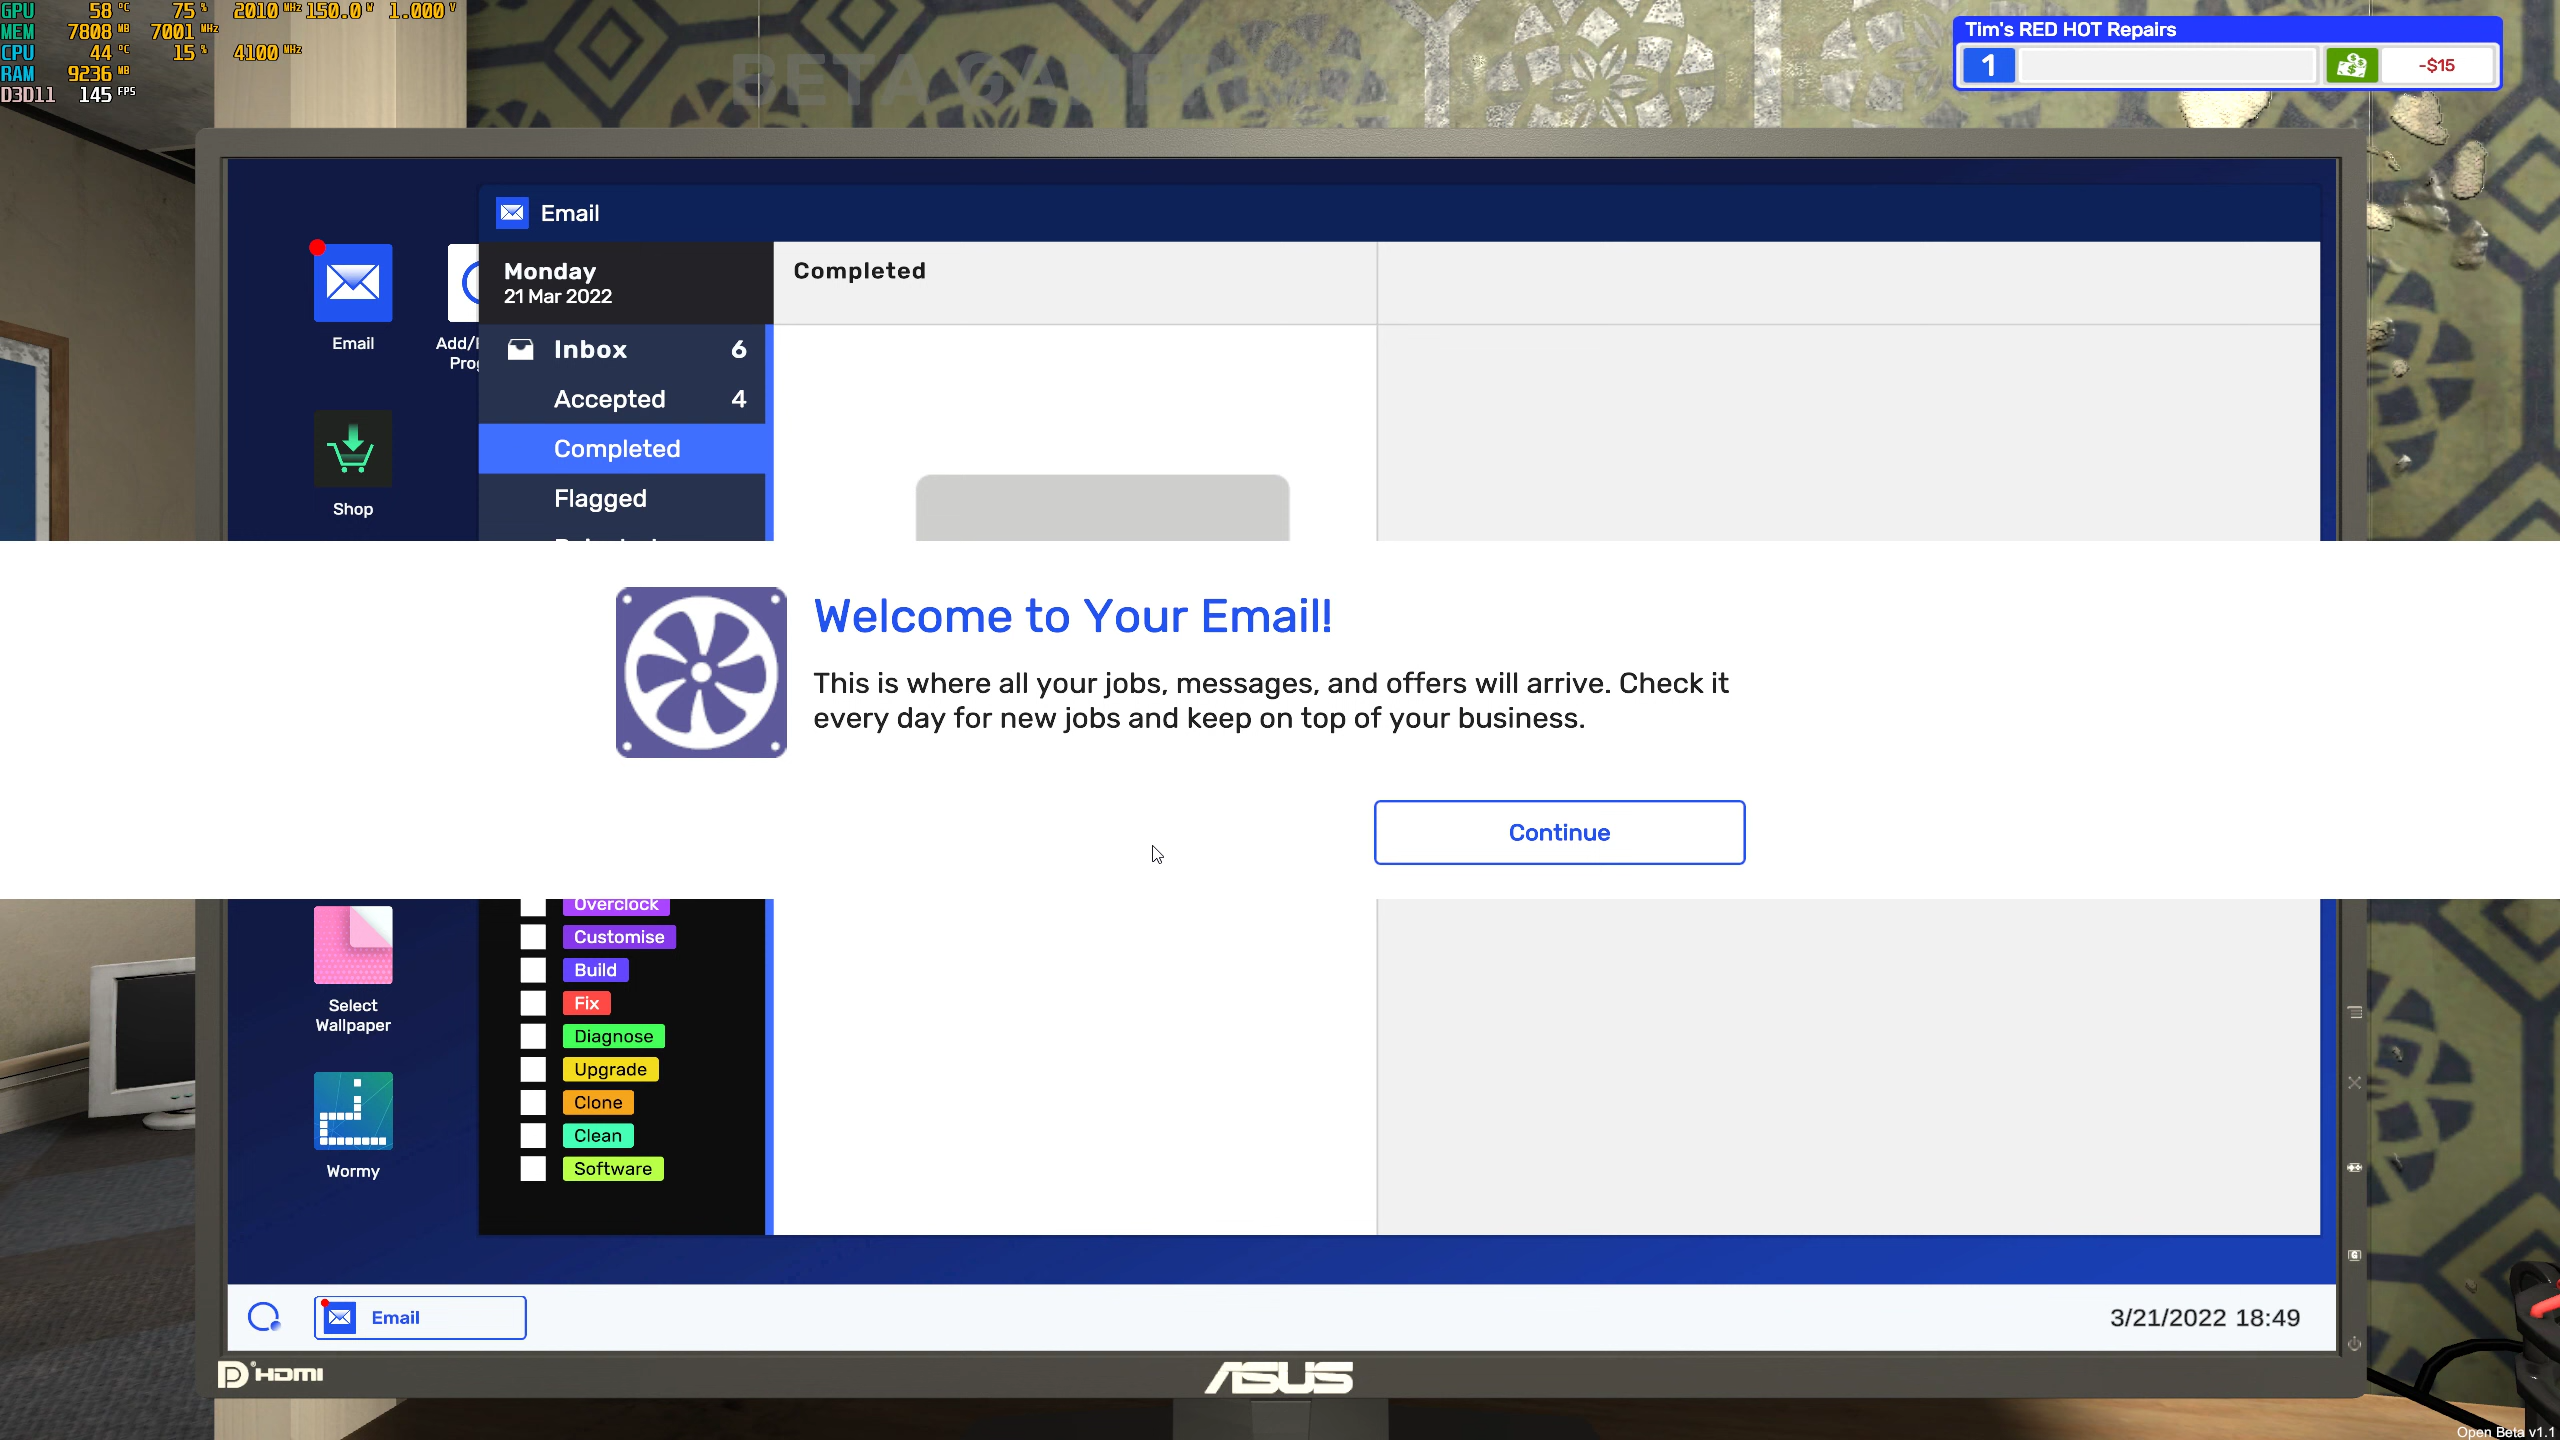 GPU 58 °C 75 % 2010 MHz 150.0 W 1.000 V
MEM 7808 MB 7001 MHz
CPU 44 °C 15 % 4100 MHz
RAM 9236 MB
D3D11 145 FPS
BETA GAMEPLAY
Tim's RED HOT Repairs
1
-$15
Email
Monday
21 Mar 2022
Completed
Email
Add/
Inbox 6
Accepted 4
Completed
Shop
Flagged
Welcome to Your Email!
This is where all your jobs, messages, and offers will arrive. Check it
every day for new jobs and keep on top of your business.
Continue
Overclock
Customise
Build
Fix
Select
Wallpaper
Diagnose
Upgrade
Clone
Clean
Software
Wormy
Email
3/21/2022 18:49
D HDMI
ASUS
Open Beta v1.1